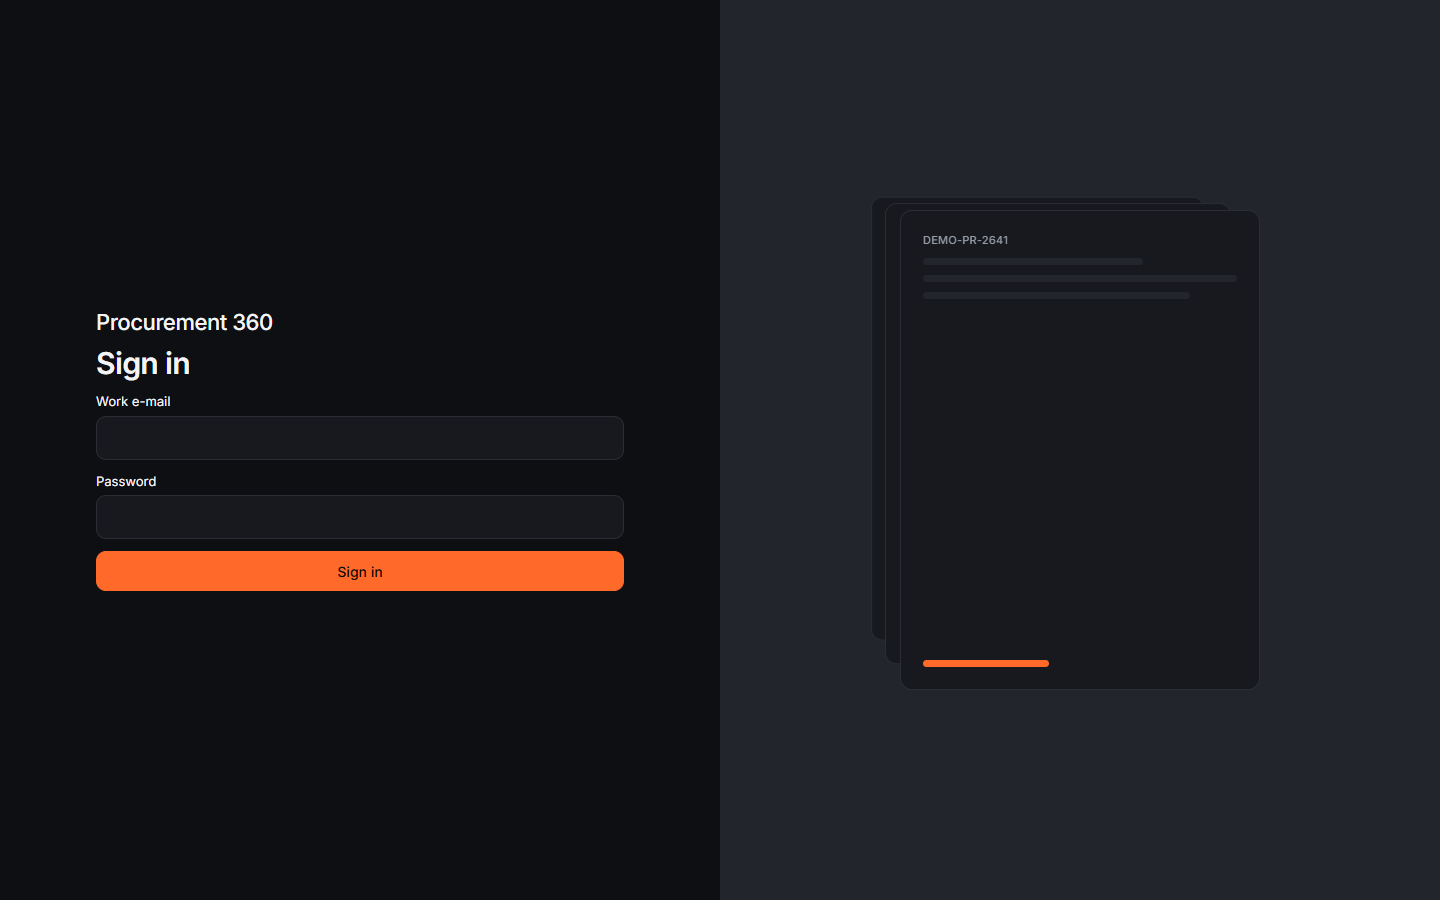 Procurement 360
Sign in
Work e-mail
Password
Sign in
DEMO-PR-2641